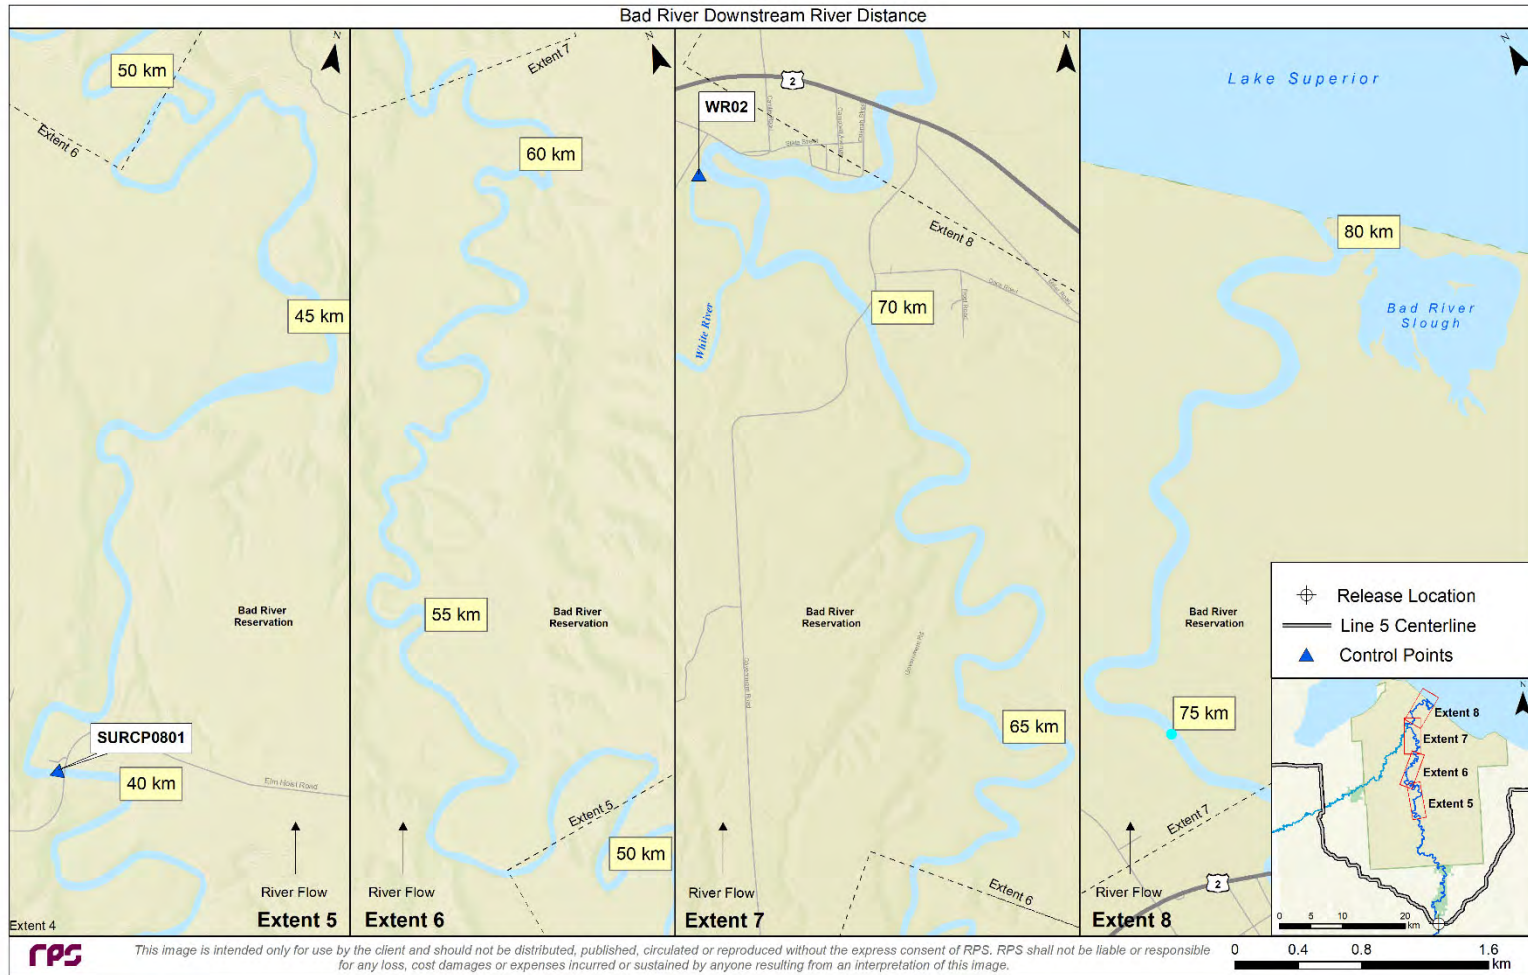 Bad River Downstream River Distance
50 km
Extent 6
45 km
Bad River
Reservation
SURCP0801
40 km
Elm Hoist Road
River Flow
Extent 4
Extent 5
N
Extent 7
60 km
55 km
Bad River
Reservation
Extent 5
50 km
River Flow
Extent 6
N
2
WR02
State Street
Extent 8
70 km
White River
Bad River
Reservation
Government Rd
65 km
Extent 6
River Flow
Extent 7
N
Lake Superior
80 km
Bad River
Slough
Bad River
Reservation
75 km
Extent 7
River Flow
2
Extent 8
N
Release Location
Line 5 Centerline
Control Points
N
Extent 8
Extent 7
Extent 6
Extent 5
0 5 10 20
km
rps
This image is intended only for use by the client and should not be distributed, published, circulated or reproduced without the express consent of RPS. RPS shall not be liable or responsible
for any loss, cost damages or expenses incurred or sustained by anyone resulting from an interpretation of this image.
0 0.4 0.8 1.6
km